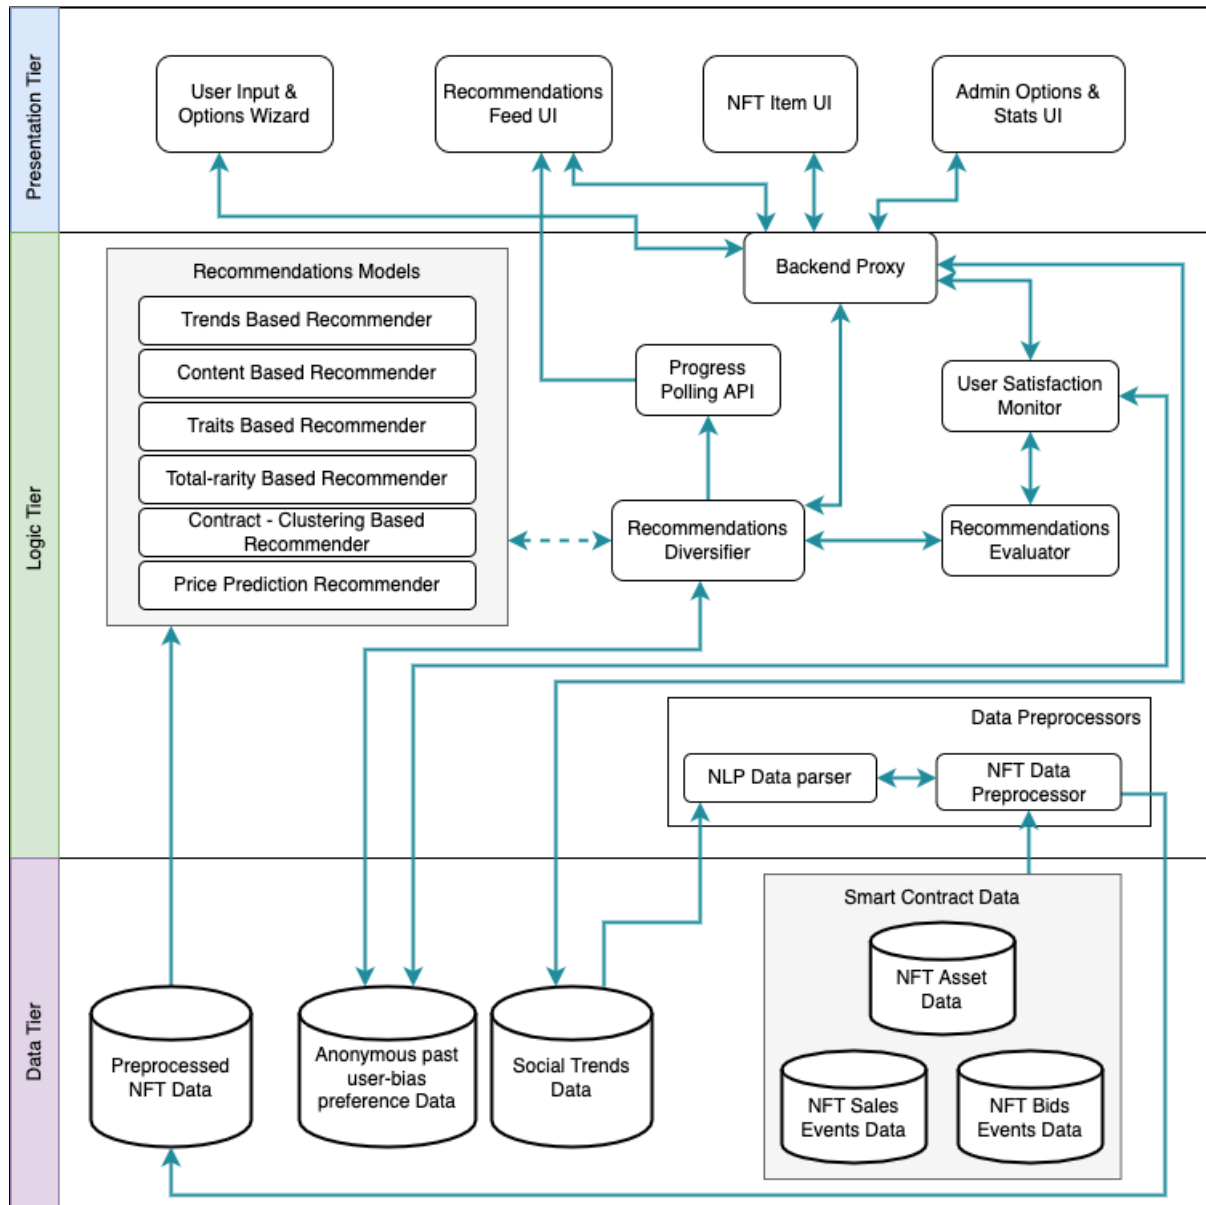 Presentation Tier
User Input &
Options Wizard
Recommendations
Feed UI
NFT Item UI
Admin Options &
Stats UI
Logic Tier
Recommendations Models
Trends Based Recommender
Content Based Recommender
Traits Based Recommender
Total-rarity Based Recommender
Contract - Clustering Based
Recommender
Price Prediction Recommender
Backend Proxy
Progress
Polling API
User Satisfaction
Monitor
Recommendations
Diversifier
Recommendations
Evaluator
Data Preprocessors
NLP Data parser
NFT Data
Preprocessor
Data Tier
Preprocessed
NFT Data
Anonymous past
user-bias
preference Data
Social Trends
Data
Smart Contract Data
NFT Asset
Data
NFT Sales
Events Data
NFT Bids
Events Data